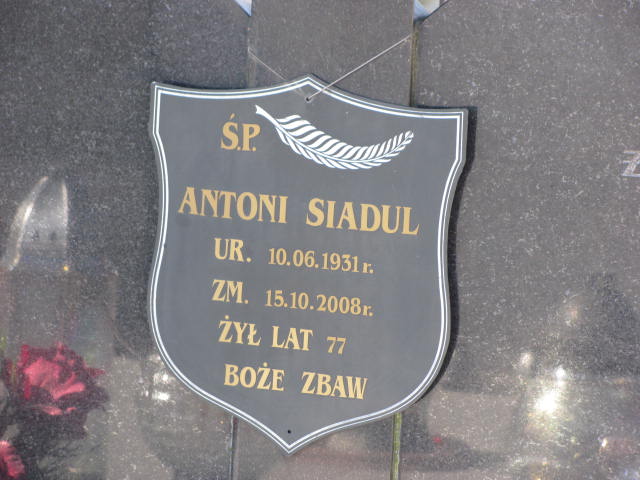 Ś.P.
ANTONI SIADUL
UR. 10.06.1931 r.
ZM. 15.10.2008 r.
ŻYŁ LAT 77
BOŻE ZBAW